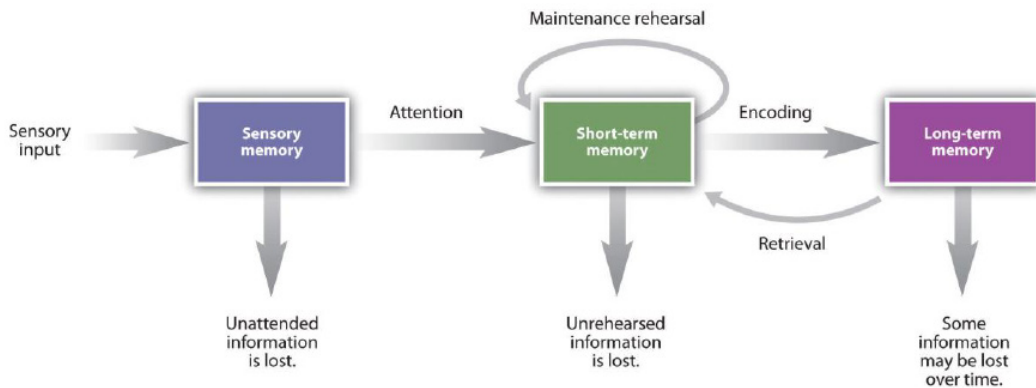 Maintenance rehearsal
Sensory
input
Sensory
memory
Attention
Short-term
memory
Encoding
Long-term
memory
Retrieval
Unattended
information
is lost.
Unrehearsed
information
is lost.
Some
information
may be lost
over time.